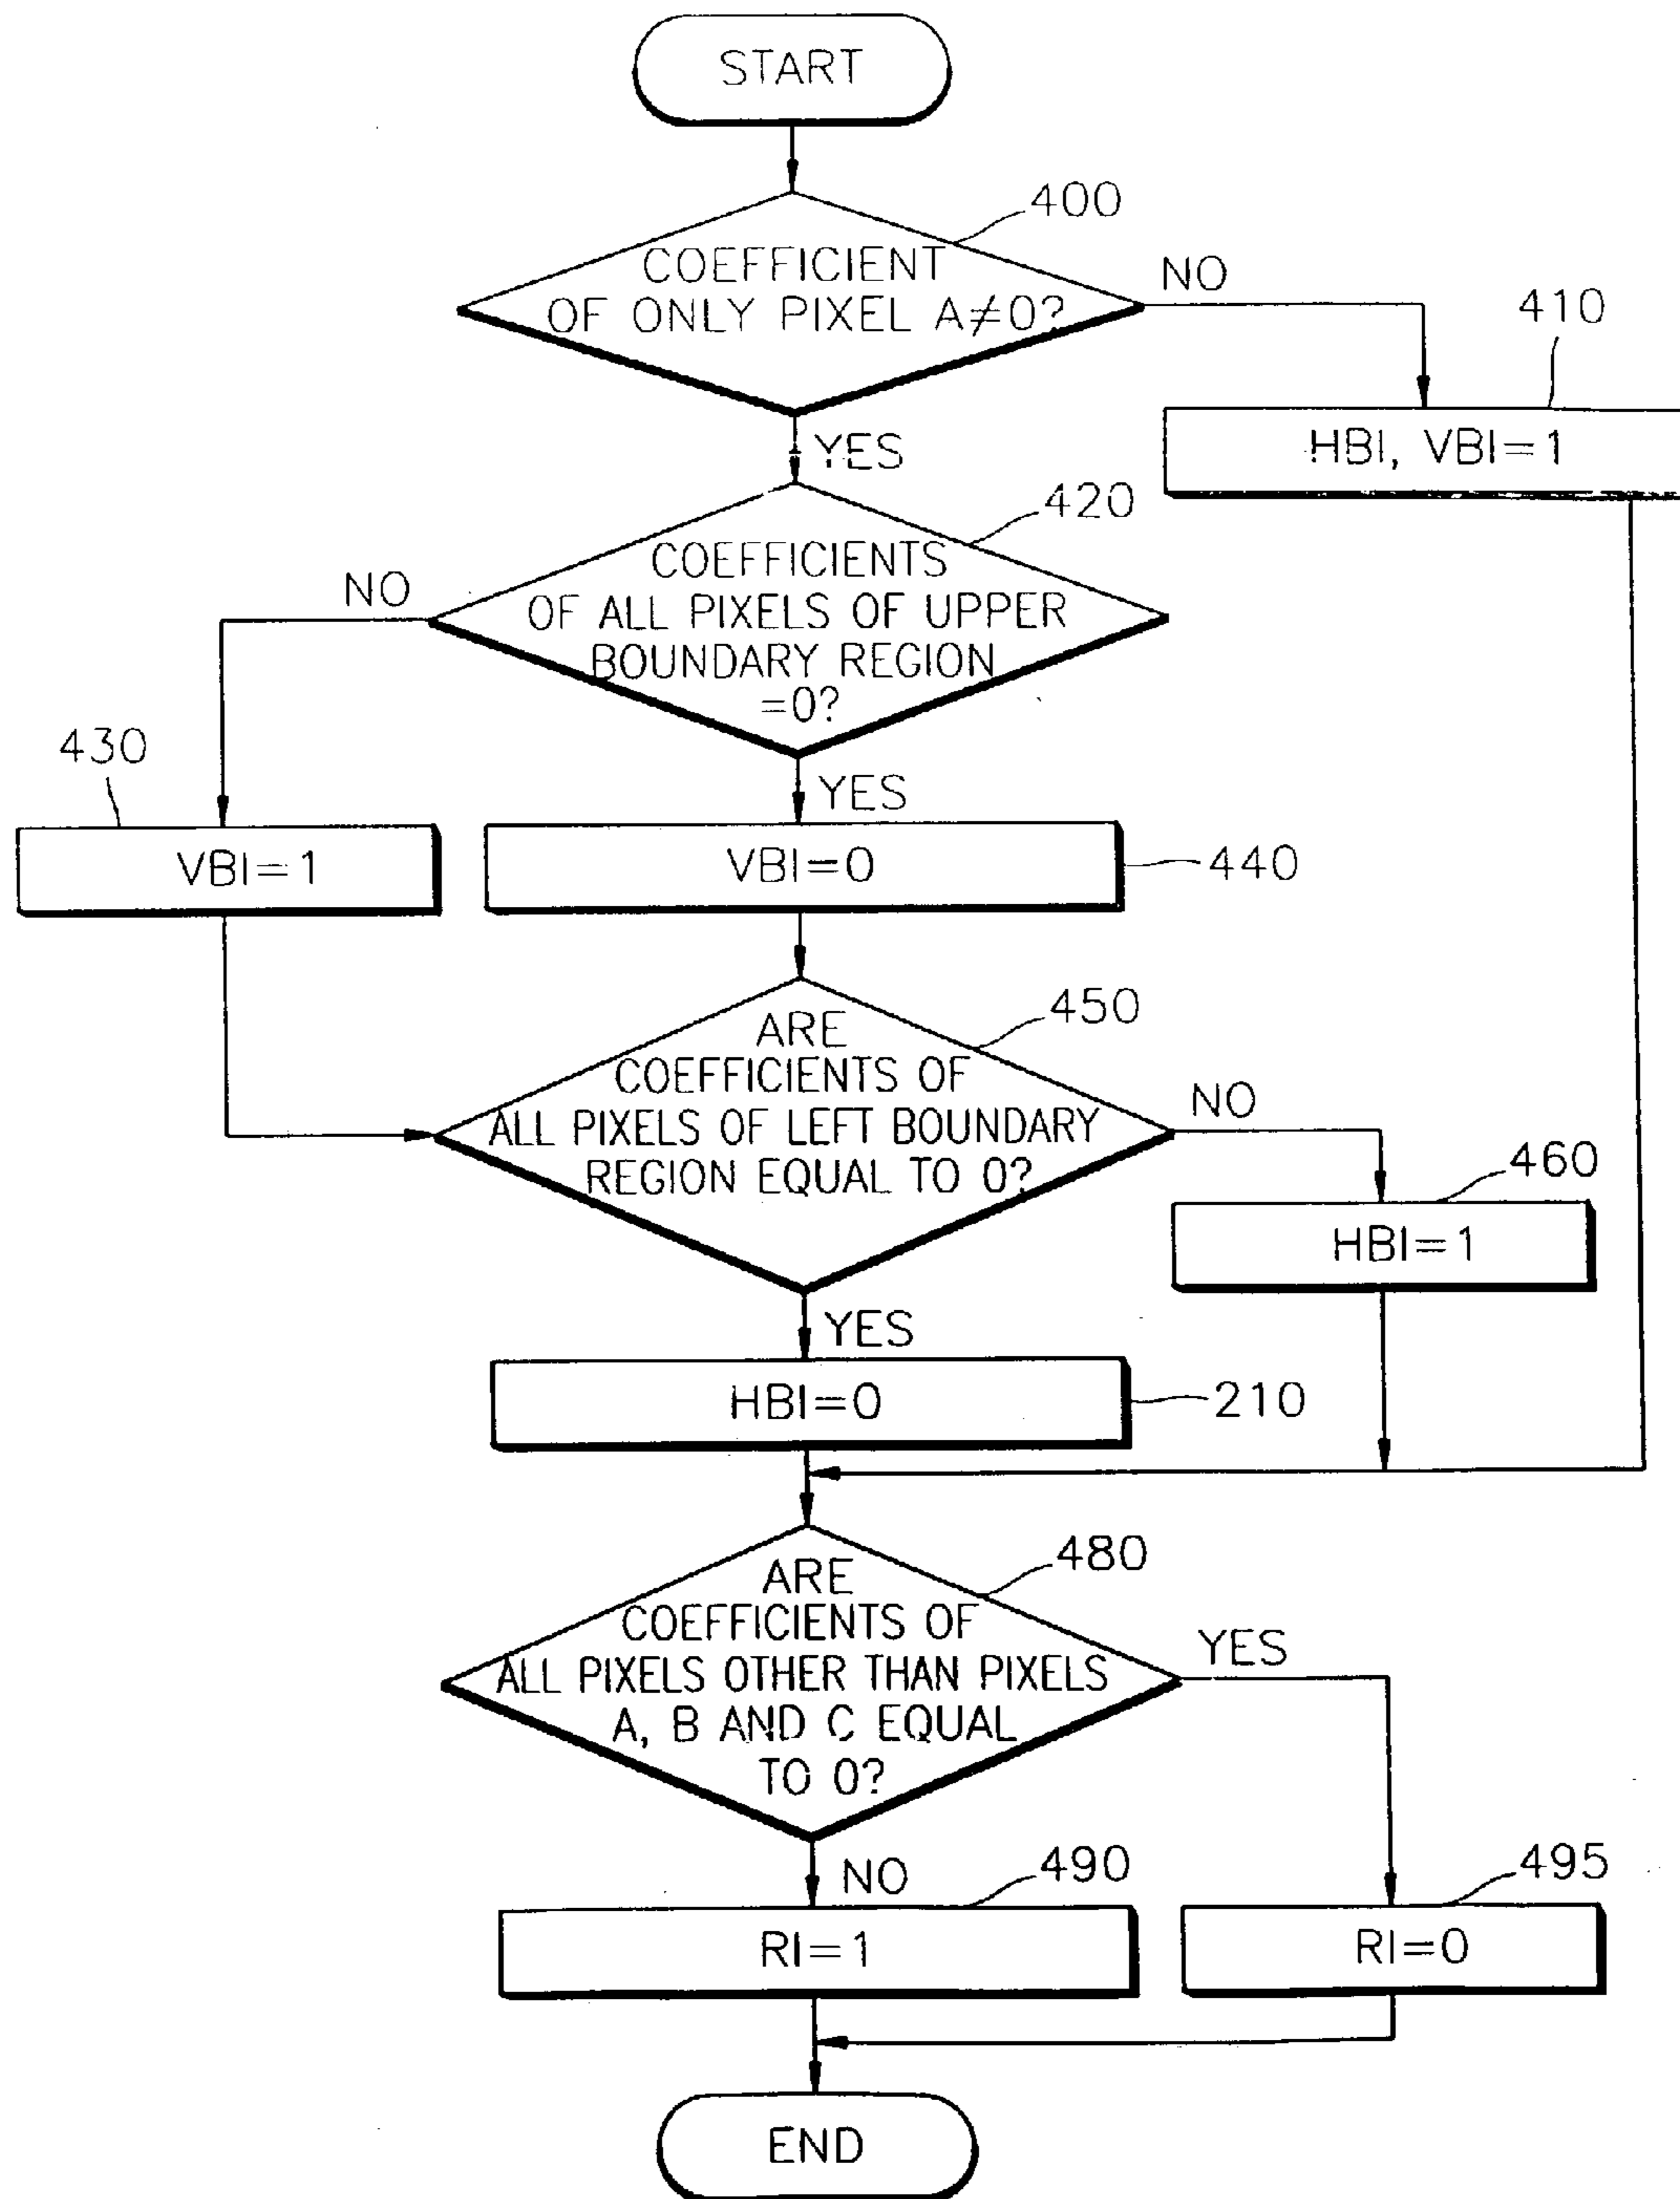 START
400
COEFFICIENT
OF ONLY PIXEL A≠0?
NO
410
HBI, VBI=1
YES
420
COEFFICIENTS
OF ALL PIXELS OF UPPER
BOUNDARY REGION
=0?
NO
430
VBI=1
YES
VBI=0
440
450
ARE
COEFFICIENTS OF
ALL PIXELS OF LEFT BOUNDARY
REGION EQUAL TO 0?
NO
460
HBI=1
YES
HBI=0
210
480
ARE
COEFFICIENTS OF
ALL PIXELS OTHER THAN PIXELS
A, B AND C EQUAL
TO 0?
YES
NO
490
RI=1
495
RI=0
END